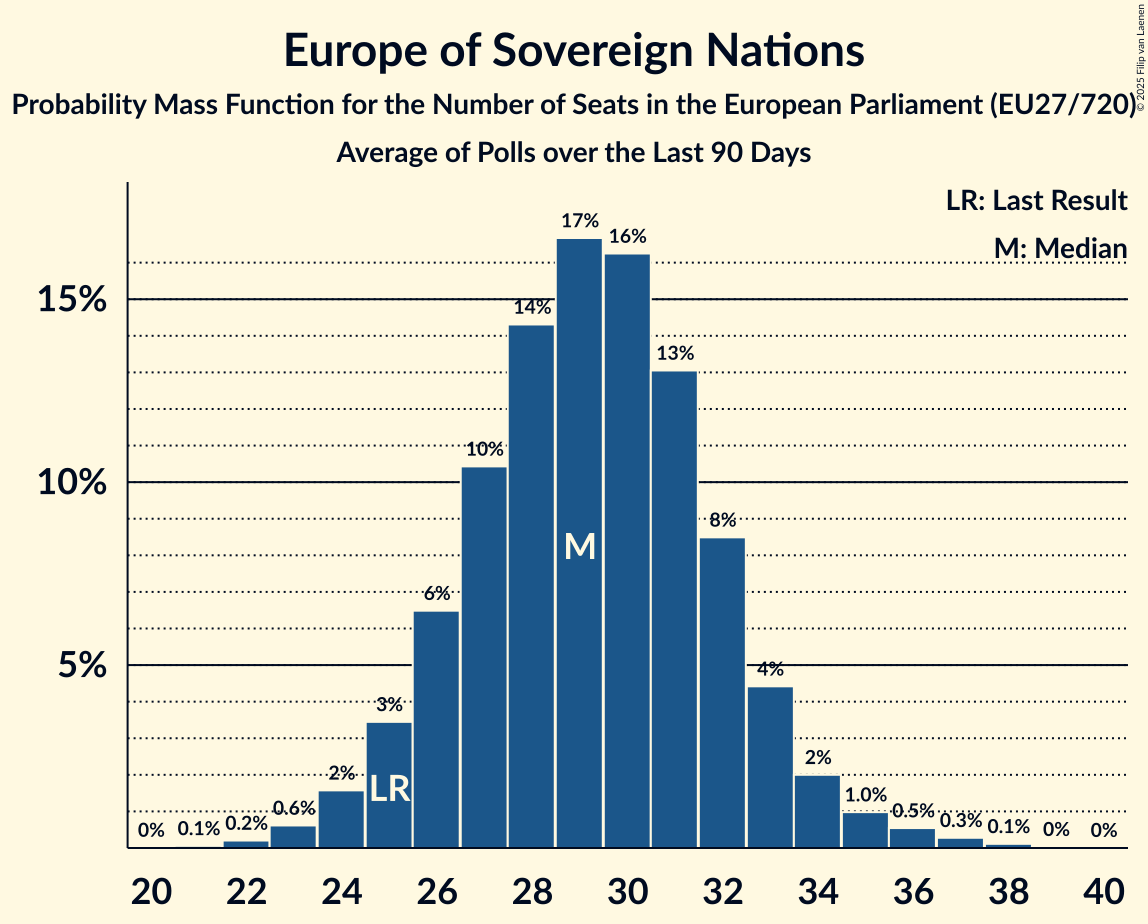 Europe of Sovereign Nations
Probability Mass Function for the Number of Seats in the European Parliament (EU27/720)
Average of Polls over the Last 90 Days
© 2025 Filip van Laenen
LR: Last Result
M: Median
17%
16%
15%
14%
13%
10%
10%
8%
M
6%
5%
4%
3%
2%
2%
LR
1.0%
0.6%
0.5%
0.3%
0.2%
0.1%
0.1%
0%
0%
0%
20 22 24 26 28 30 32 34 36 38 40